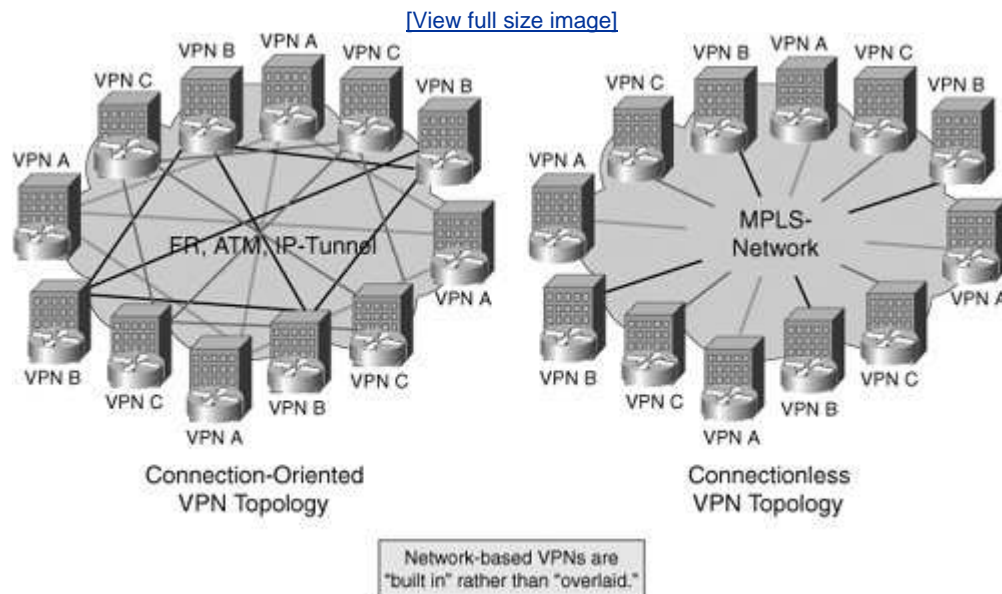 [View full size image]
VPN A
VPN B
VPN C
VPN C
VPN B
VPN A
FR, ATM, IP-Tunnel
VPN A
VPN B
VPN C
VPN C
VPN B
VPN A
Connection-Oriented
VPN Topology
VPN A
VPN B
VPN C
VPN C
VPN B
VPN A
MPLS-
Network
VPN A
VPN B
VPN C
VPN C
VPN B
VPN A
Connectionless
VPN Topology
Network-based VPNs are
"built in" rather than "overlaid."